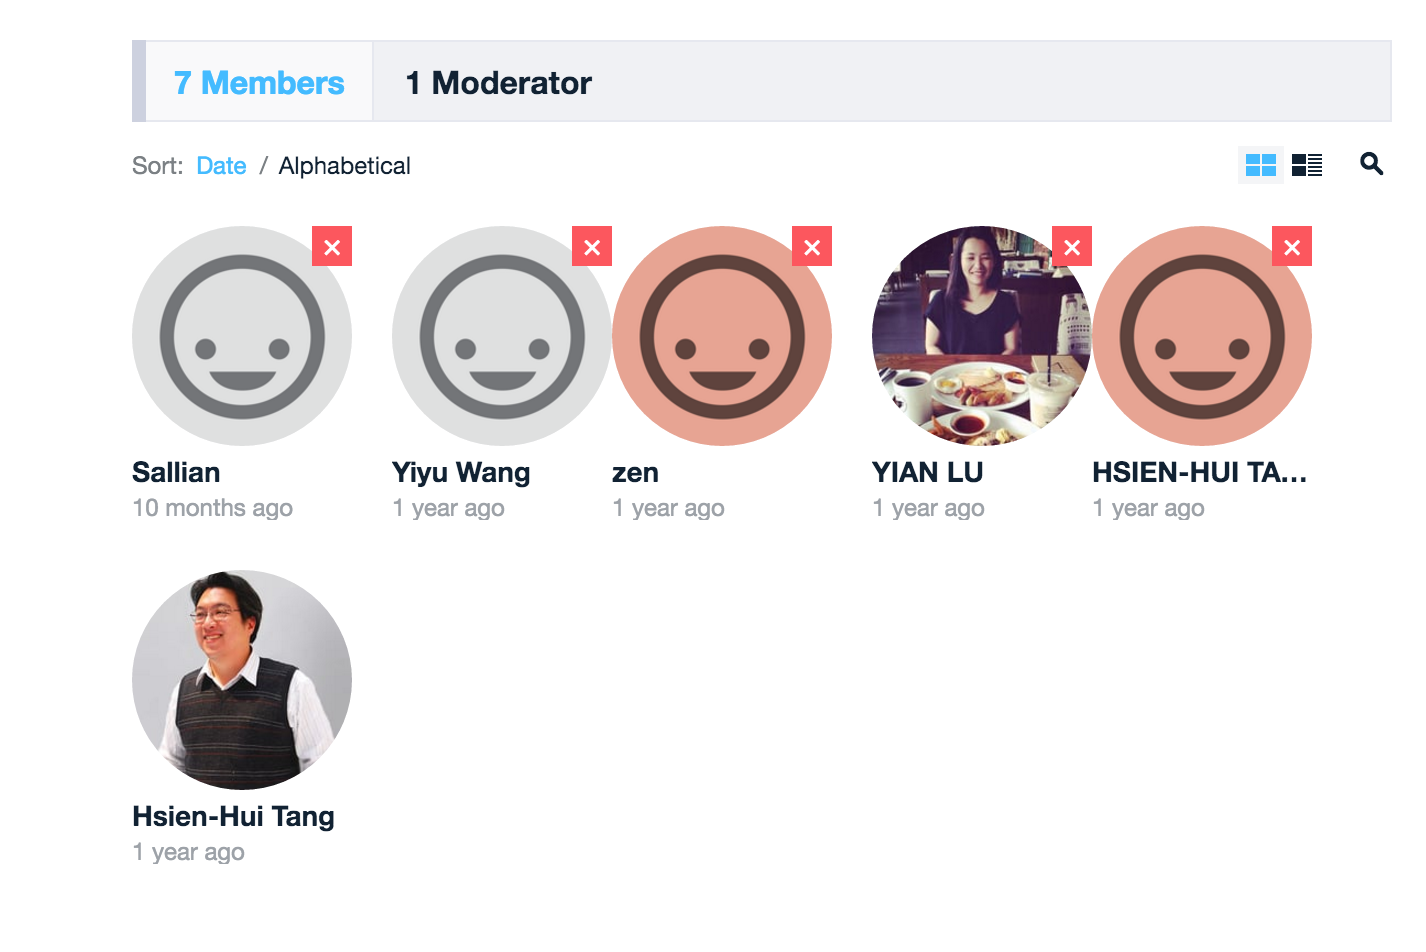 7 Members 1 Moderator
Sort: Date / Alphabetical
Sallian
10 months ago
Yiyu Wang
1 year ago
zen
1 year ago
YIAN LU
1 year ago
HSIEN-HUI TA...
1 year ago
Hsien-Hui Tang
1 year ago